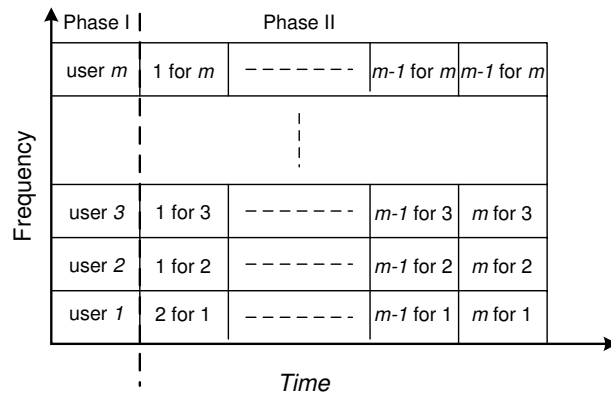 Phase I Phase II
user m 1 for m m-1 for m m-1 for m
user 3 1 for 3 m-1 for 3 m for 3
user 2 1 for 2 m-1 for 2 m for 2
user 1 2 for 1 m-1 for 1 m for 1
Frequency
Time